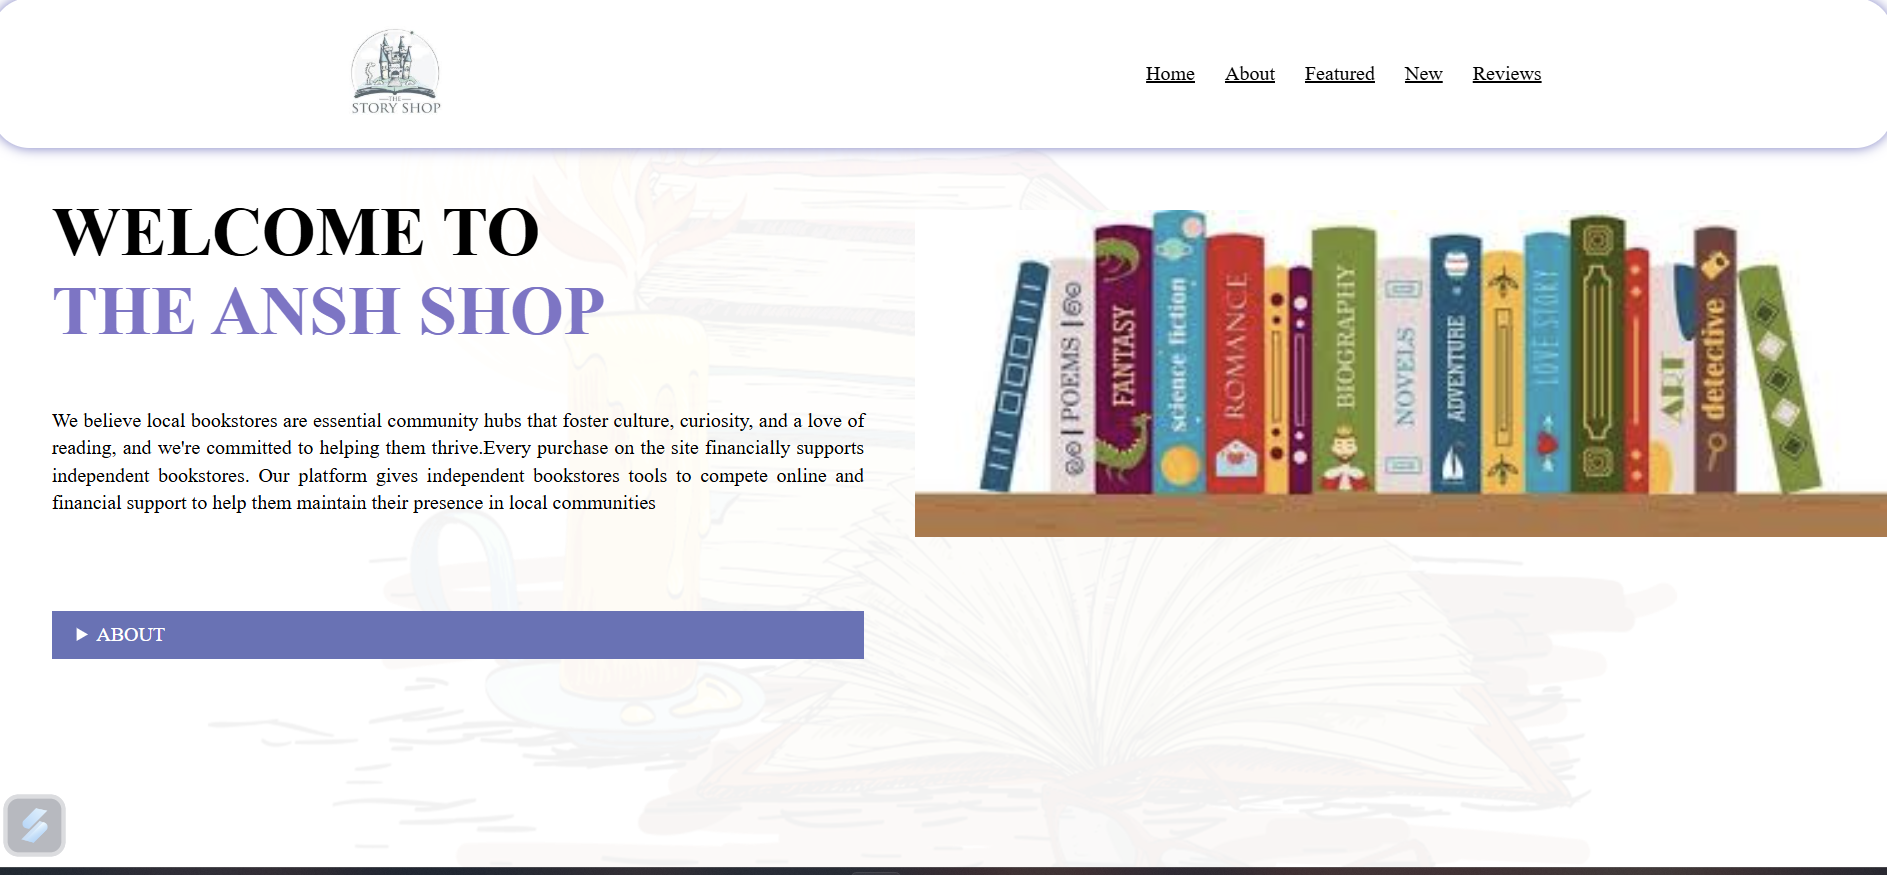 THE
STORY SHOP
Home About Featured New Reviews
WELCOME TO
THE ANSH SHOP
We believe local bookstores are essential community hubs that foster culture, curiosity, and a love of
reading, and we're committed to helping them thrive.Every purchase on the site financially supports
independent bookstores. Our platform gives independent bookstores tools to compete online and
financial support to help them maintain their presence in local communities
ABOUT
POEMS
FANTASY
science fiction
ROMANCE
BIOGRAPHY
NOVELS
ADVENTURE
LOVE STORY
ART
detective